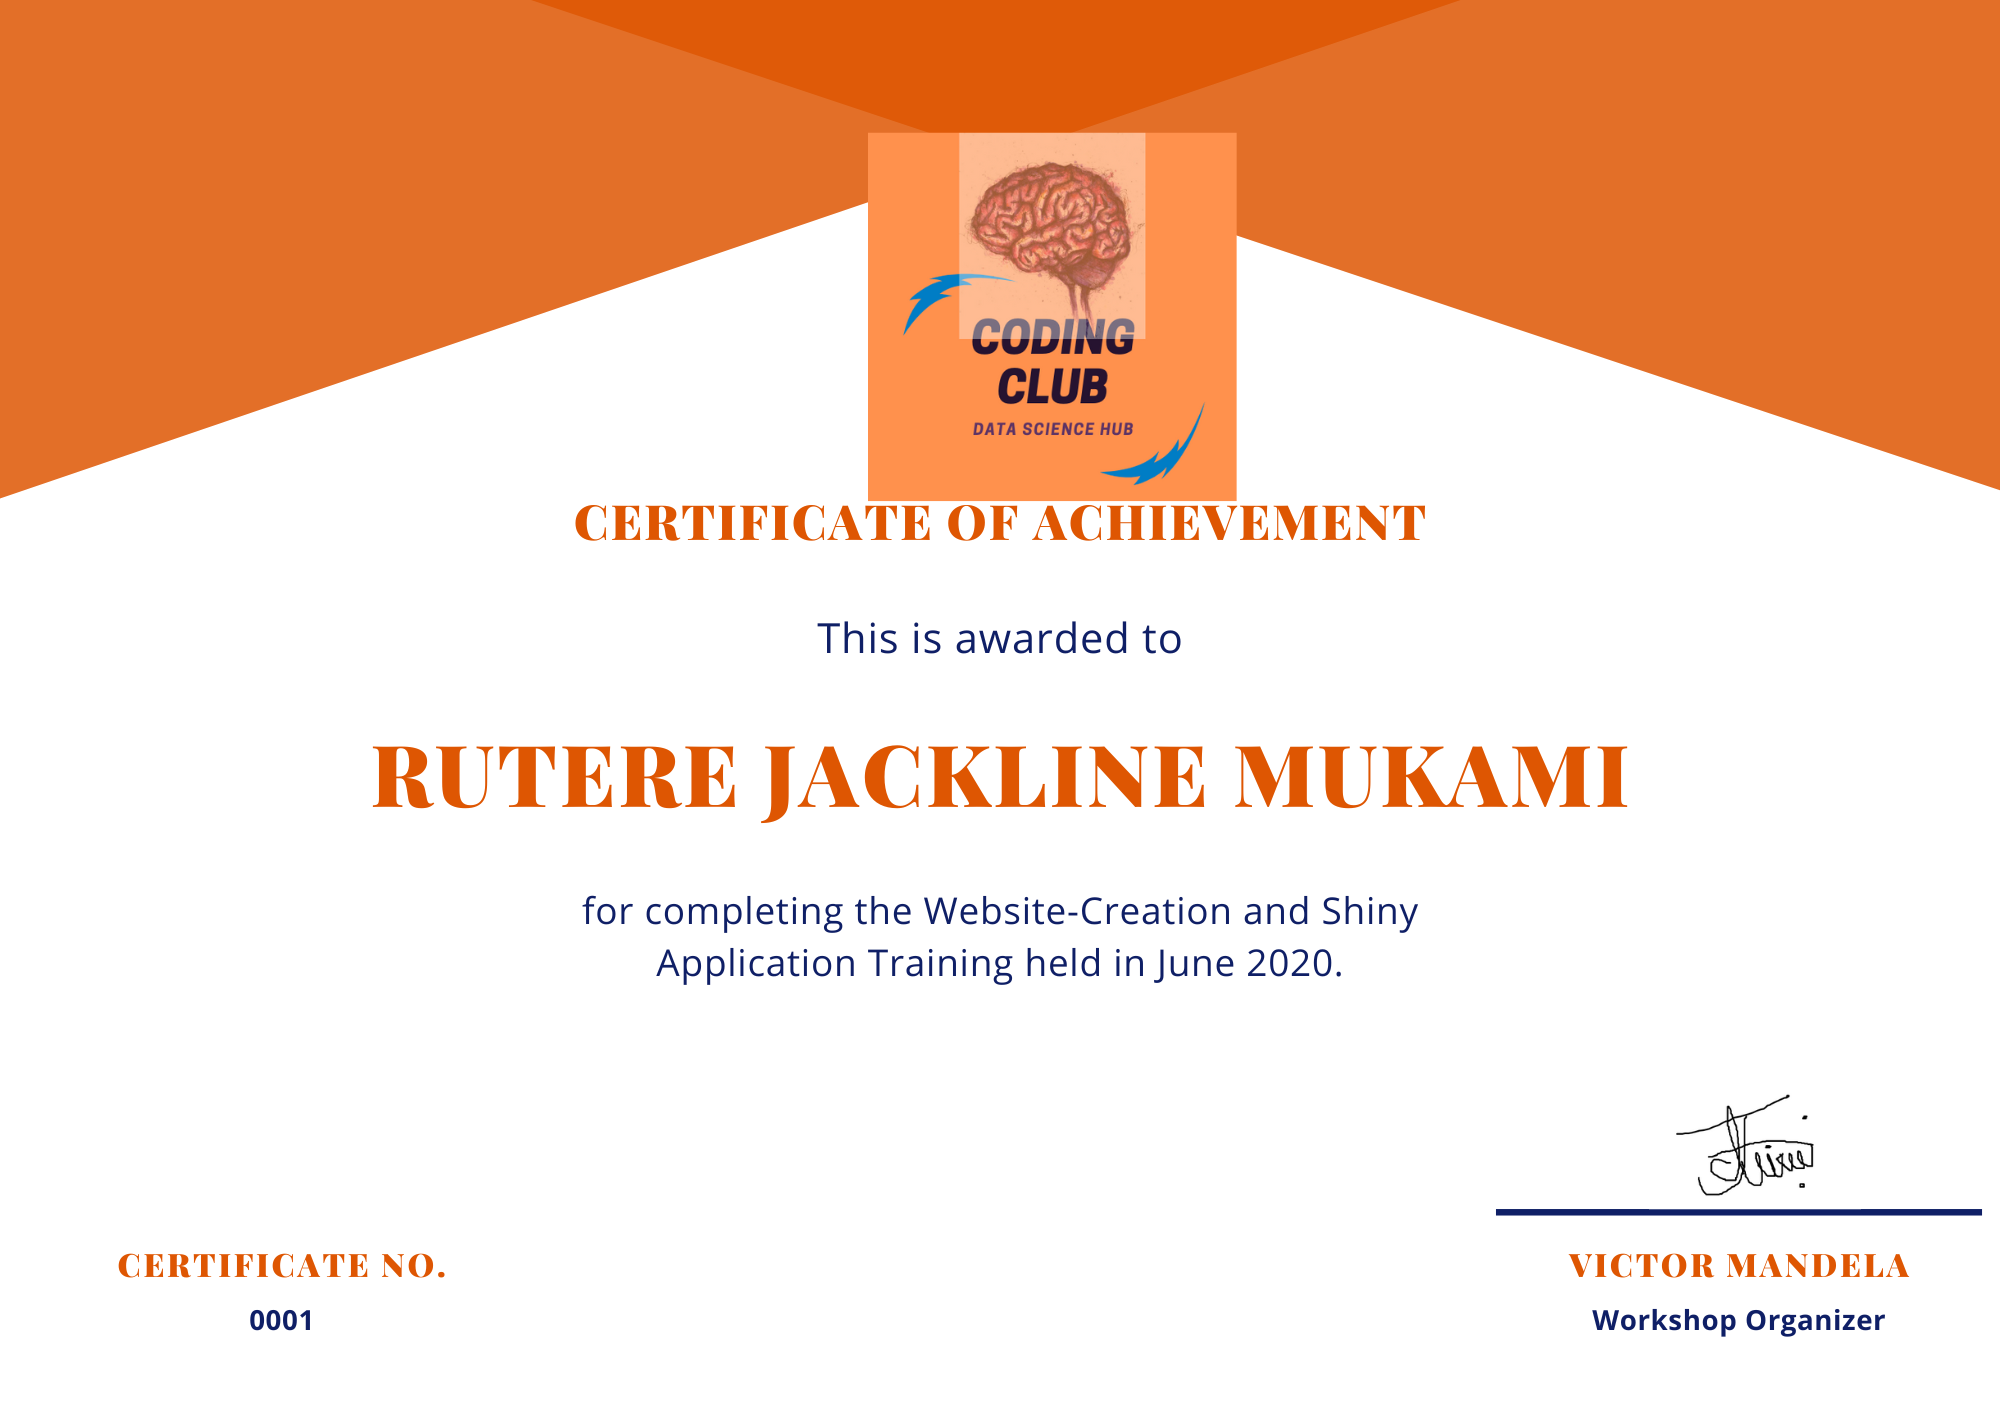 CODING
CLUB
DATA SCIENCE HUB
CERTIFICATE OF ACHIEVEMENT
This is awarded to
RUTERE JACKLINE MUKAMI
for completing the Website-Creation and Shiny
Application Training held in June 2020.
CERTIFICATE NO.
0001
VICTOR MANDELA
Workshop Organizer